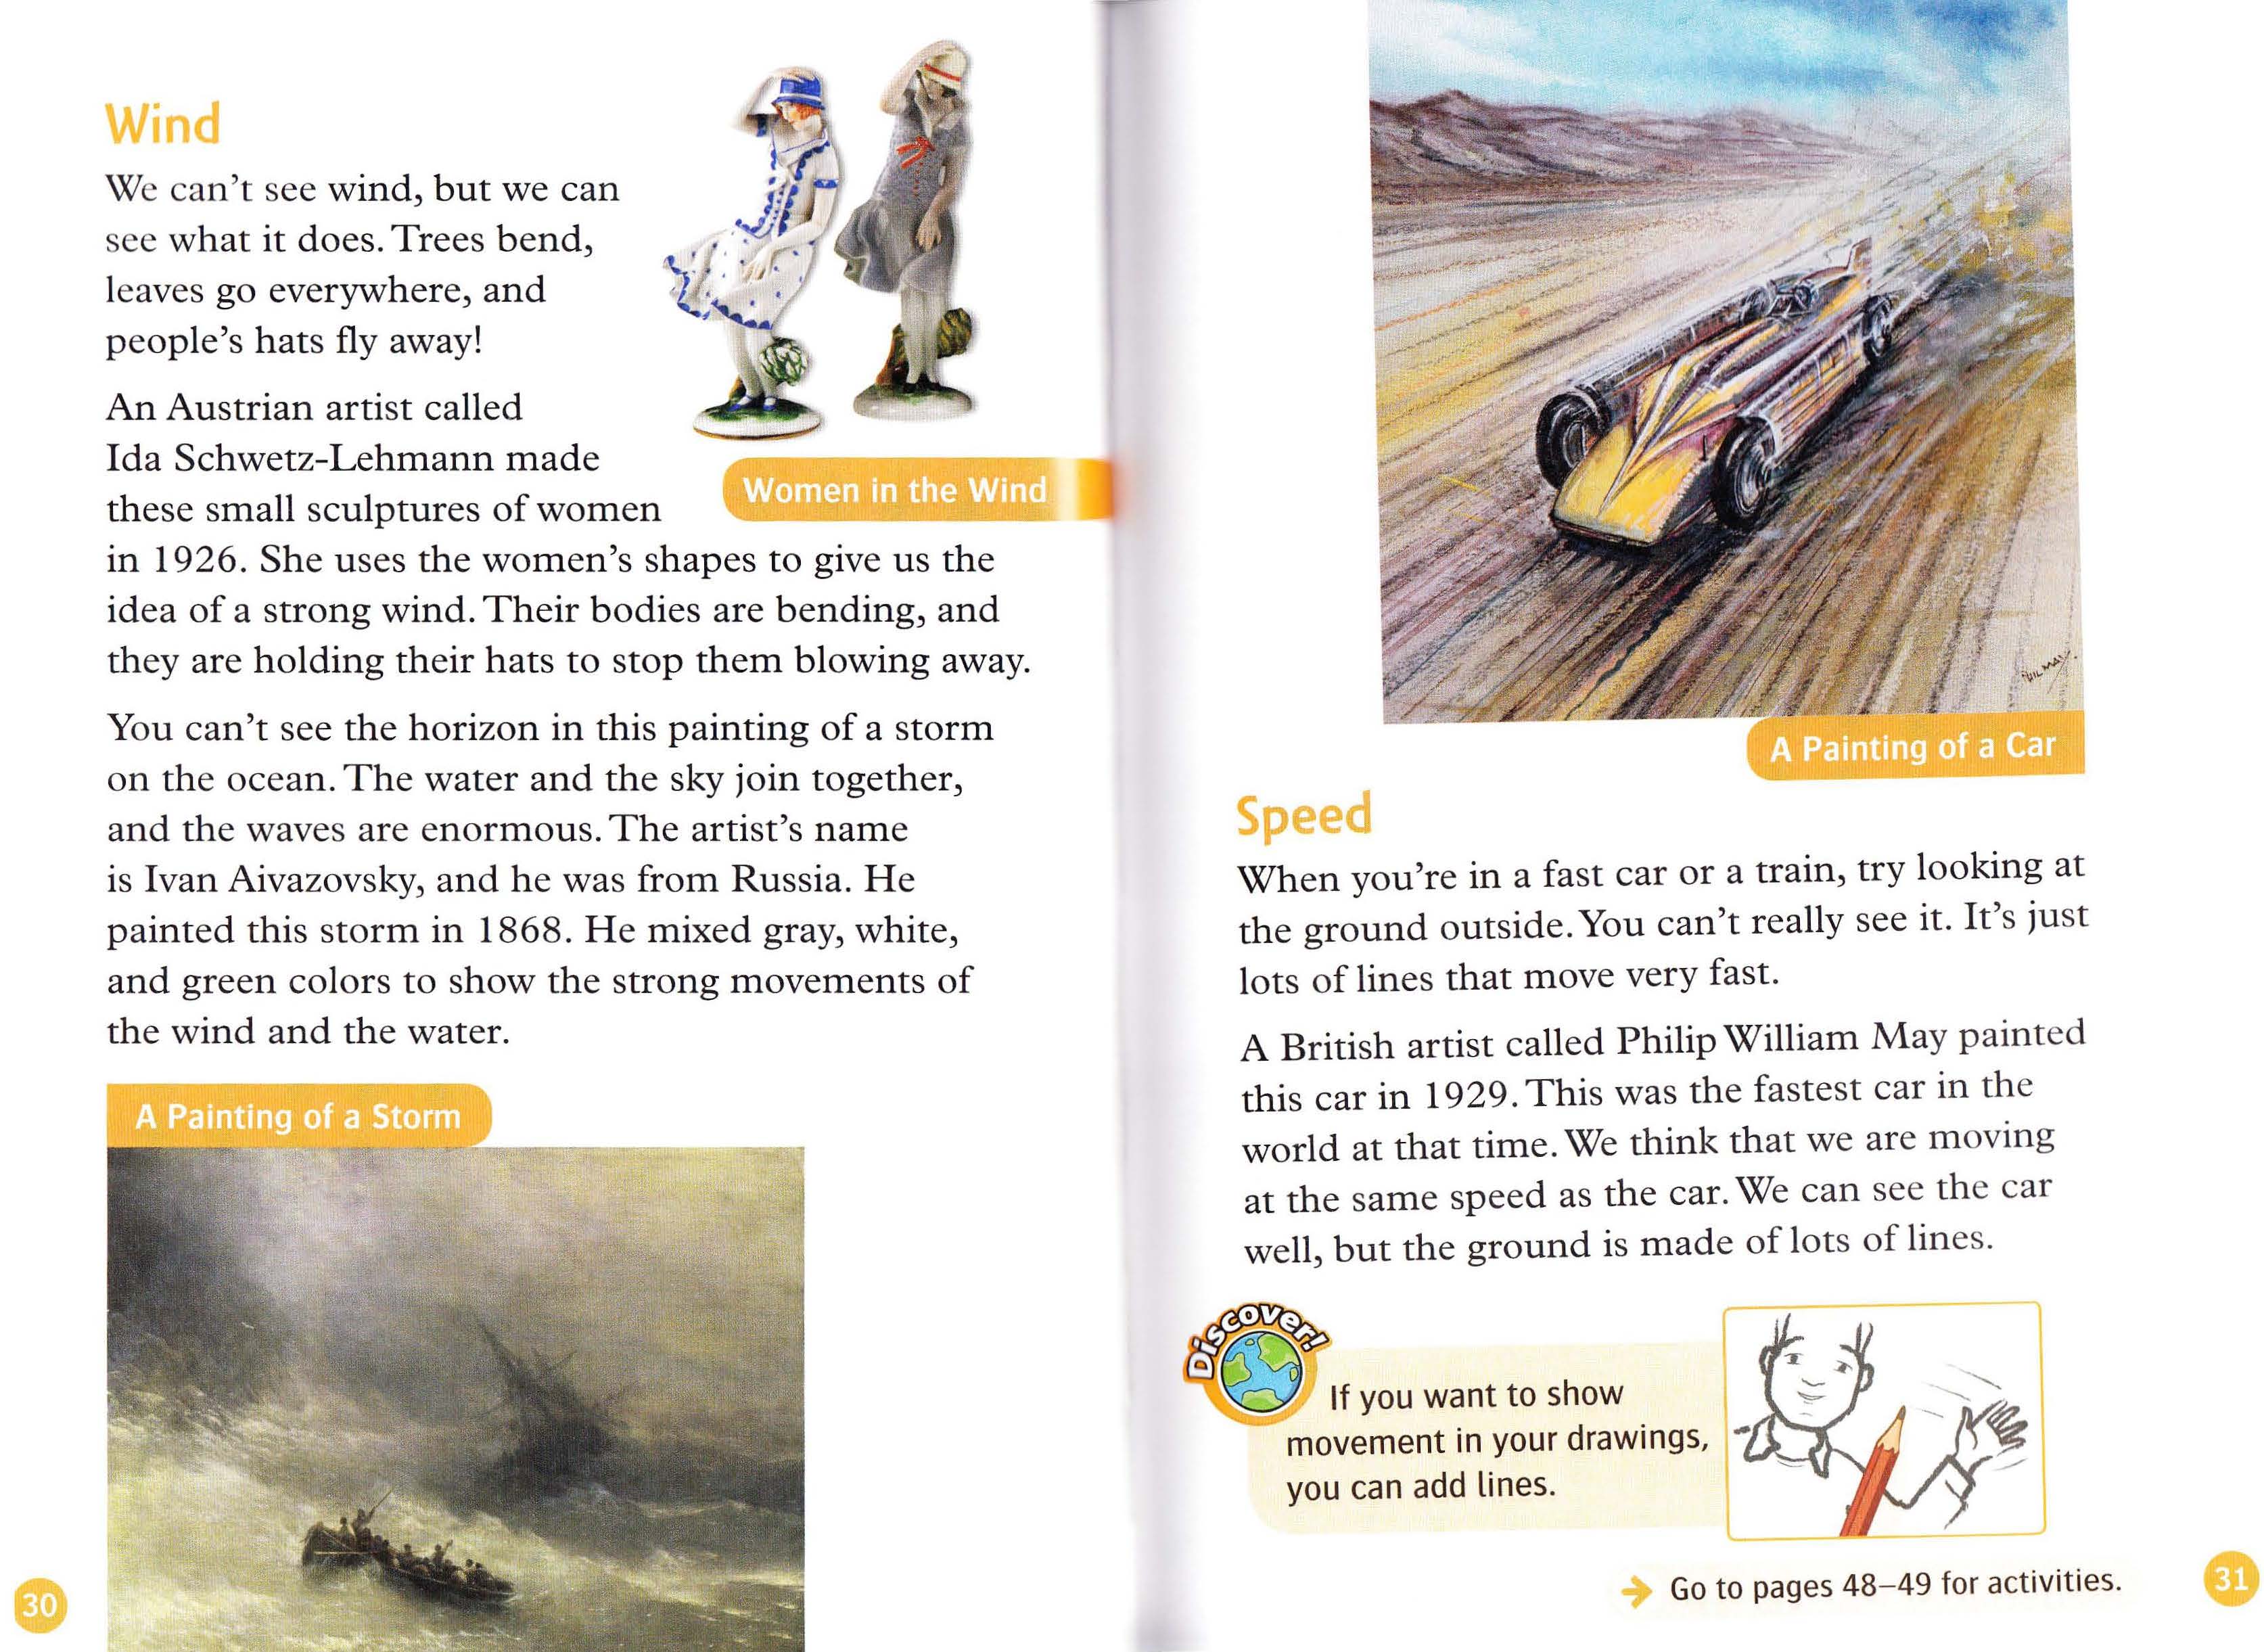 Wind
We can't see wind, but we can
see what it does. Trees bend,
leaves go everywhere, and
people's hats fly away!
An Austrian artist called
Ida Schwetz-Lehmann made
these small sculptures of women
in 1926. She uses the women's shapes to give us the
idea of a strong wind. Their bodies are bending, and
they are holding their hats to stop them blowing away.
Women in the Wind
You can't see the horizon in this painting of a storm
on the ocean. The water and the sky join together,
and the waves are enormous. The artist's name
is Ivan Aivazovsky, and he was from Russia. He
painted this storm in 1868. He mixed gray, white,
and green colors to show the strong movements of
the wind and the water.
A Painting of a Storm
30
A Painting of a Car
Speed
When you're in a fast car or a train, try looking at
the ground outside. You can't really see it. It's just
lots of lines that move very fast.
A British artist called Philip William May painted
this car in 1929. This was the fastest car in the
world at that time. We think that we are moving
at the same speed as the car. We can see the car
well, but the ground is made of lots of lines.
Discover!
If you want to show
movement in your drawings,
you can add lines.
Go to pages 48–49 for activities.
31